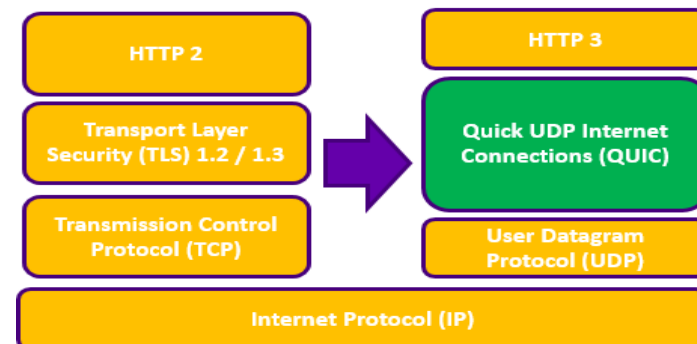 HTTP 2
Transport Layer
Security (TLS) 1.2 / 1.3
Transmission Control
Protocol (TCP)
HTTP 3
Quick UDP Internet
Connections (QUIC)
User Datagram
Protocol (UDP)
Internet Protocol (IP)